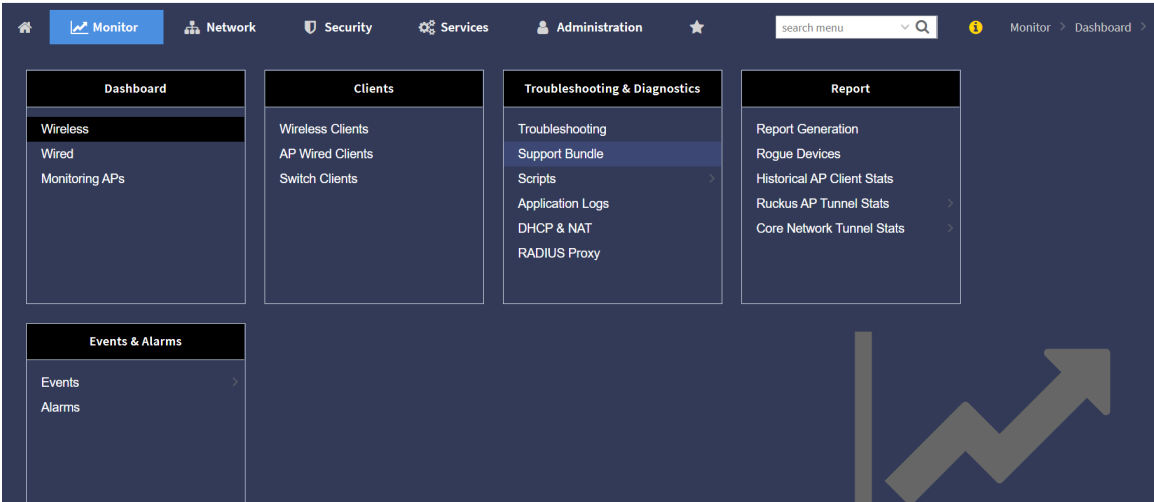 Monitor
Network
Security
Services
Administration
search menu
Monitor > Dashboard >
Dashboard
Wireless
Wired
Monitoring APs
Clients
Wireless Clients
AP Wired Clients
Switch Clients
Troubleshooting & Diagnostics
Troubleshooting
Support Bundle
Scripts
Application Logs
DHCP & NAT
RADIUS Proxy
Report
Report Generation
Rogue Devices
Historical AP Client Stats
Ruckus AP Tunnel Stats
Core Network Tunnel Stats
Events & Alarms
Events
Alarms